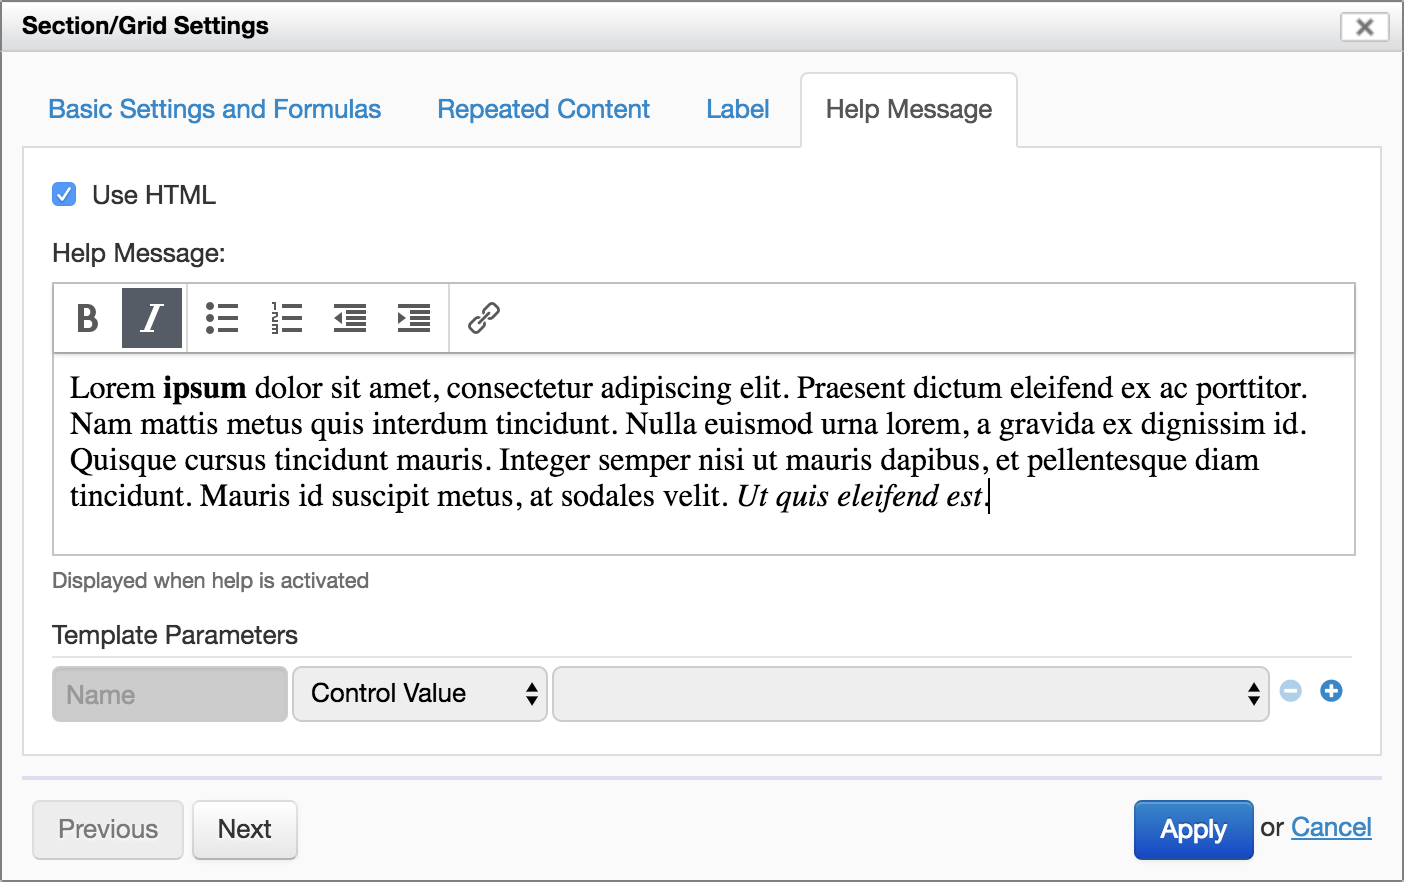 Section/Grid Settings
Basic Settings and Formulas Repeated Content Label Help Message
Use HTML
Help Message:
B I
Lorem ipsum dolor sit amet, consectetur adipiscing elit. Praesent dictum eleifend ex ac porttitor.
Nam mattis metus quis interdum tincidunt. Nulla euismod urna lorem, a gravida ex dignissim id.
Quisque cursus tincidunt mauris. Integer semper nisi ut mauris dapibus, et pellentesque diam
tincidunt. Mauris id suscipit metus, at sodales velit. Ut quis eleifend est.
Displayed when help is activated
Template Parameters
Name Control Value
Previous Next Apply or Cancel